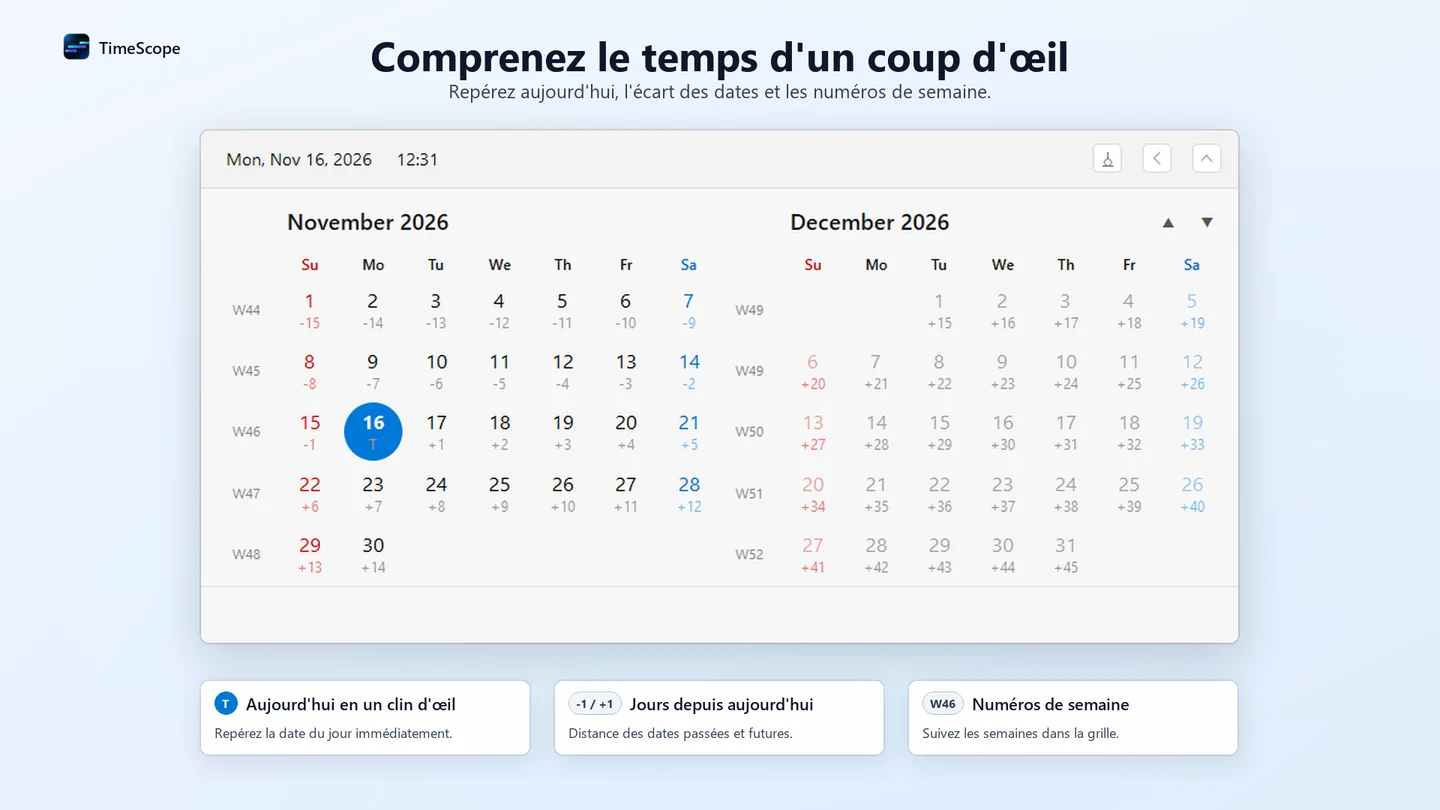 TimeScope
Comprenez le temps d'un coup d'œil
Repérez aujourd'hui, l'écart des dates et les numéros de semaine.
Mon, Nov 16, 2026 12:31
November 2026
Su Mo Tu We Th Fr Sa
W44 1 2 3 4 5 6 7
-15 -14 -13 -12 -11 -10 -9
W45 8 9 10 11 12 13 14
-8 -7 -6 -5 -4 -3 -2
W46 15 16 17 18 19 20 21
-1 T +1 +2 +3 +4 +5
W47 22 23 24 25 26 27 28
+6 +7 +8 +9 +10 +11 +12
W48 29 30
+13 +14
December 2026
Su Mo Tu We Th Fr Sa
W49 1 2 3 4 5
+15 +16 +17 +18 +19
W49 6 7 8 9 10 11 12
+20 +21 +22 +23 +24 +25 +26
W50 13 14 15 16 17 18 19
+27 +28 +29 +30 +31 +32 +33
W51 20 21 22 23 24 25 26
+34 +35 +36 +37 +38 +39 +40
W52 27 28 29 30 31
+41 +42 +43 +44 +45
T Aujourd'hui en un clin d'œil
Repérez la date du jour immédiatement.
-1 / +1 Jours depuis aujourd'hui
Distance des dates passées et futures.
W46 Numéros de semaine
Suivez les semaines dans la grille.